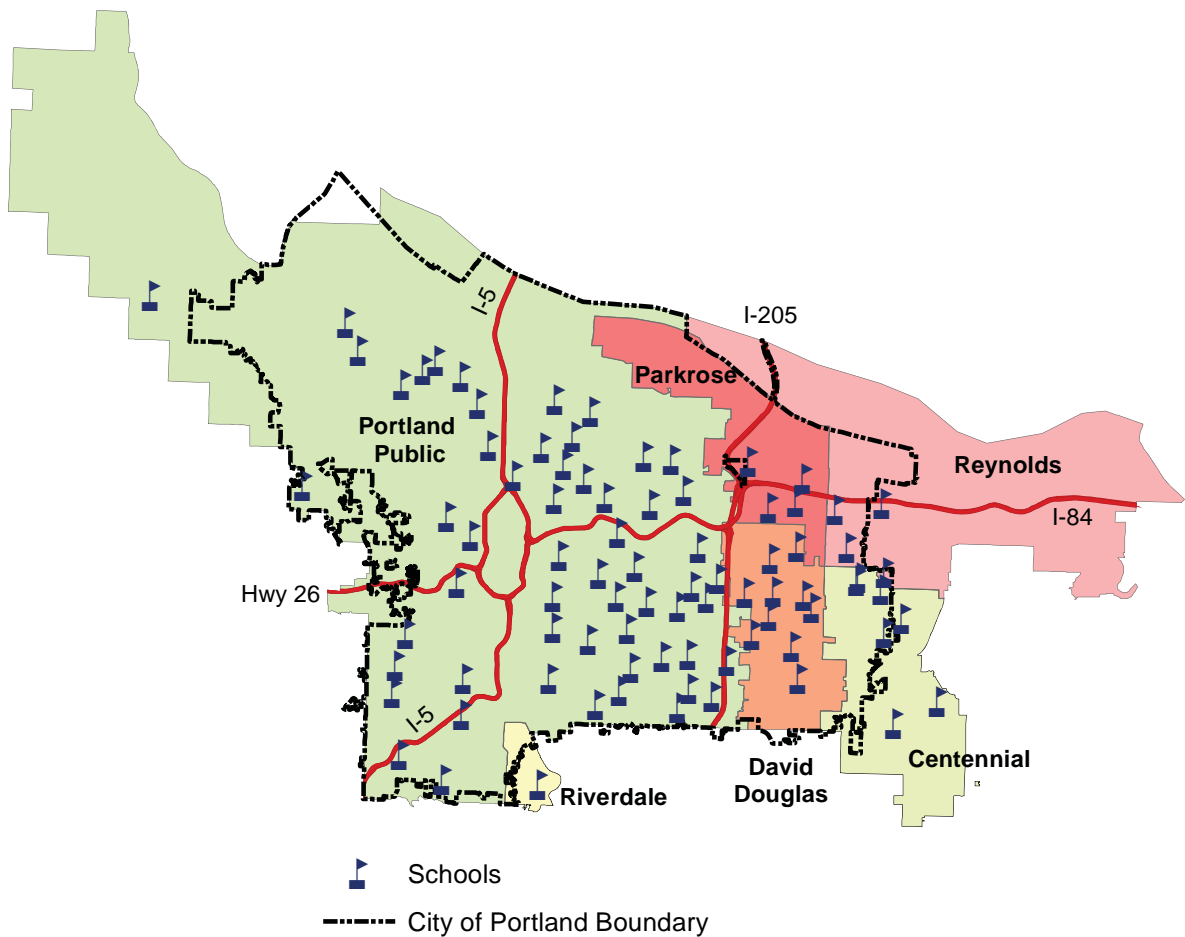 I-5
I-205
Parkrose
Portland
Public
Reynolds
I-84
Hwy 26
I-5
David
Douglas
Centennial
Riverdale
Schools
City of Portland Boundary